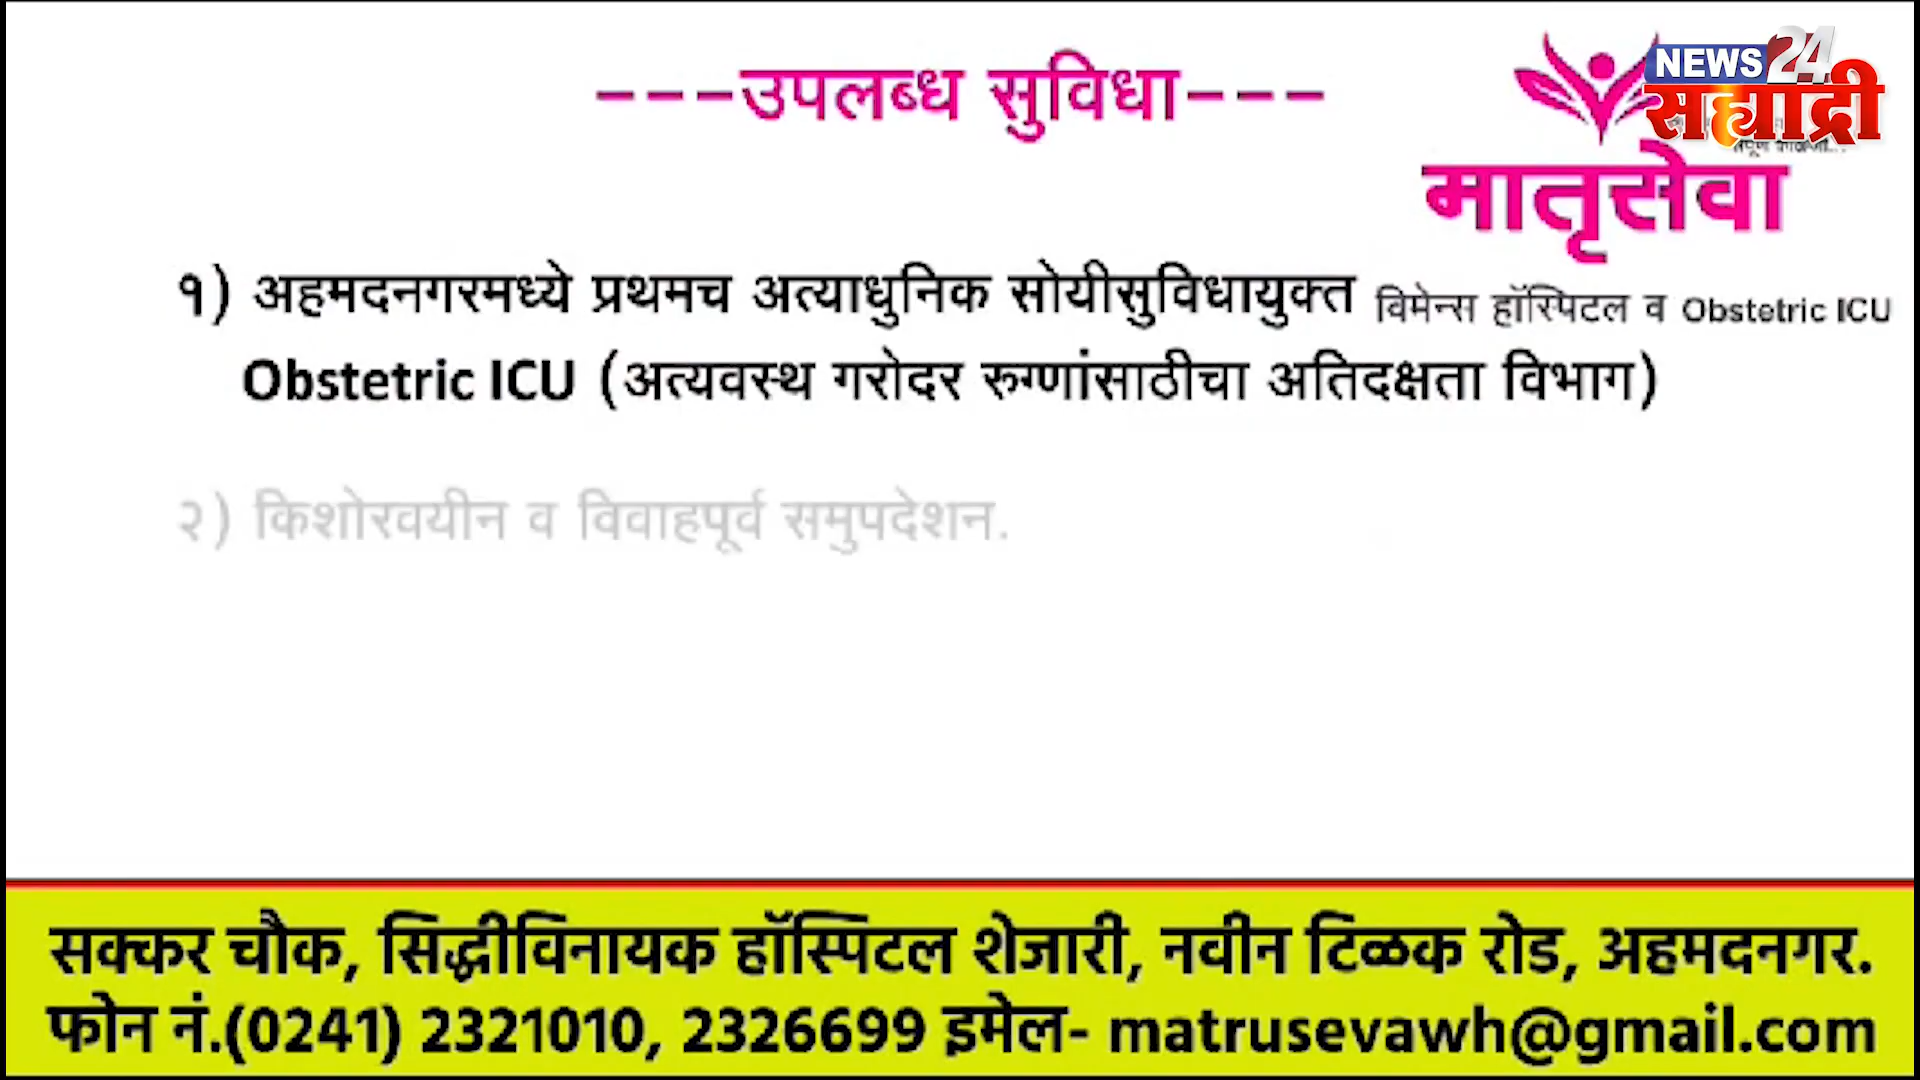 ---उपलब्ध सुविधा---
NEWS 24
सह्याद्री
मातृसेवा
विमेन्स हॉस्पिटल व Obstetric ICU
१) अहमदनगरमध्ये प्रथमच अत्याधुनिक सोयीसुविधायुक्त
Obstetric ICU (अत्यवस्थ गरोदर रुग्णांसाठीचा अतिदक्षता विभाग)
२) किशोरवयीन व विवाहपूर्व समुपदेशन.
सक्कर चौक, सिद्धीविनायक हॉस्पिटल शेजारी, नवीन टिळक रोड, अहमदनगर.
फोन नं.(0241) 2321010, 2326699 इमेल- matrusevawh@gmail.com